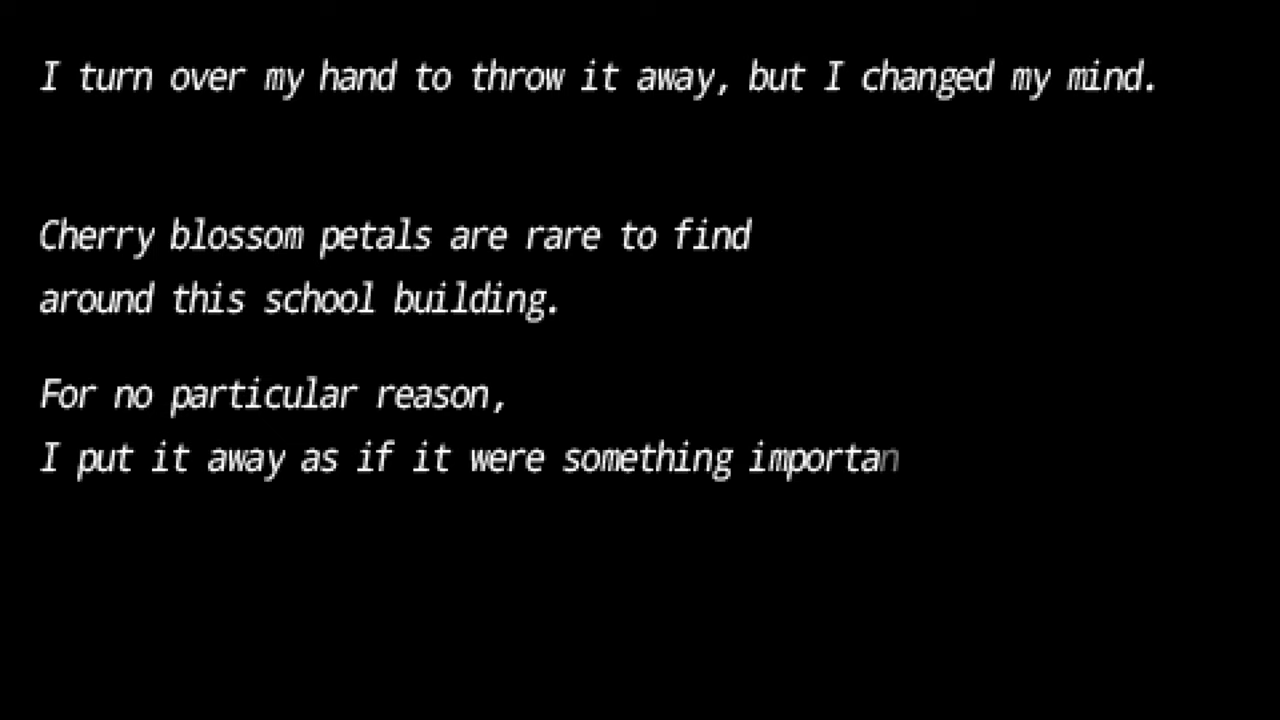 I turn over my hand to throw it away, but I changed my mind.
Cherry blossom petals are rare to find
around this school building.
For no particular reason,
I put it away as if it were something importan